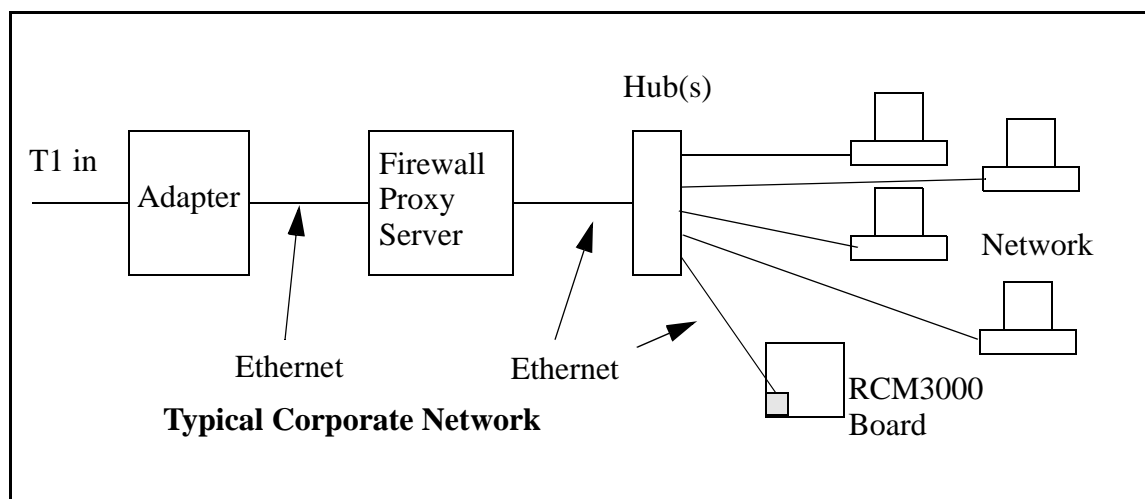 Hub(s)
T1 in
Adapter
Firewall
Proxy
Server
Network
Ethernet
Ethernet
RCM3000
Board
Typical Corporate Network